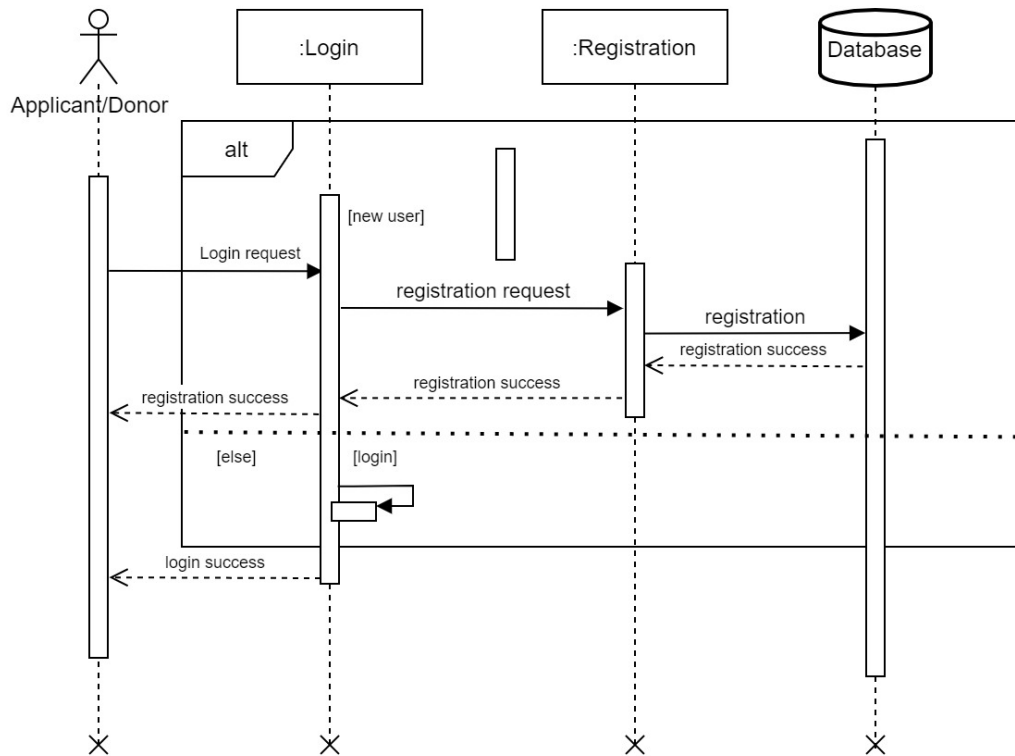 :Login
:Registration
Database
Applicant/Donor
alt
[new user]
Login request
registration request
registration
registration success
registration success
registration success
[else]
[login]
login success